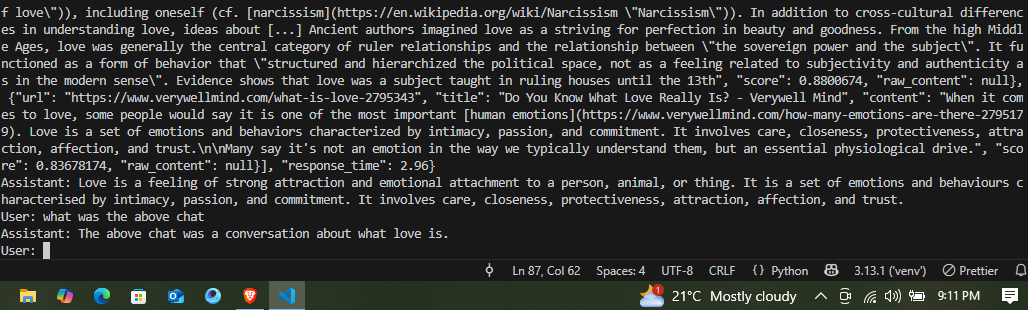 f love\")), including oneself (cf. [narcissism](https://en.wikipedia.org/wiki/Narcissism \"Narcissism\")). In addition to cross-cultural differenc
es in understanding love, ideas about [...] Ancient authors imagined love as a striving for perfection in beauty and goodness. From the high Middl
e Ages, love was generally the central category of ruler relationships and the relationship between \"the sovereign power and the subject\". It fu
nctioned as a form of behavior that \"structured and hierarchized the political space, not as a feeling related to subjectivity and authenticity a
s in the modern sense\". Evidence shows that love was a subject taught in ruling houses until the 13th", "score": 0.8800674, "raw_content": null},
{"url": "https://www.verywellmind.com/what-is-love-2795343", "title": "Do You Know What Love Really Is? - Verywell Mind", "content": "When it com
es to love, some people would say it is one of the most important [human emotions](https://www.verywellmind.com/how-many-emotions-are-there-279517
9). Love is a set of emotions and behaviors characterized by intimacy, passion, and commitment. It involves care, closeness, protectiveness, attra
ction, affection, and trust.\n\nMany say it's not an emotion in the way we typically understand them, but an essential physiological drive.", "sco
re": 0.83678174, "raw_content": null}], "response_time": 2.96}
Assistant: Love is a feeling of strong attraction and emotional attachment to a person, animal, or thing. It is a set of emotions and behaviours c
haracterised by intimacy, passion, and commitment. It involves care, closeness, protectiveness, attraction, affection, and trust.
User: what was the above chat
Assistant: The above chat was a conversation about what love is.
User:
Ln 87, Col 62 Spaces: 4 UTF-8 CRLF {} Python 3.13.1 ('venv') Prettier
1 21°C Mostly cloudy 9:11 PM